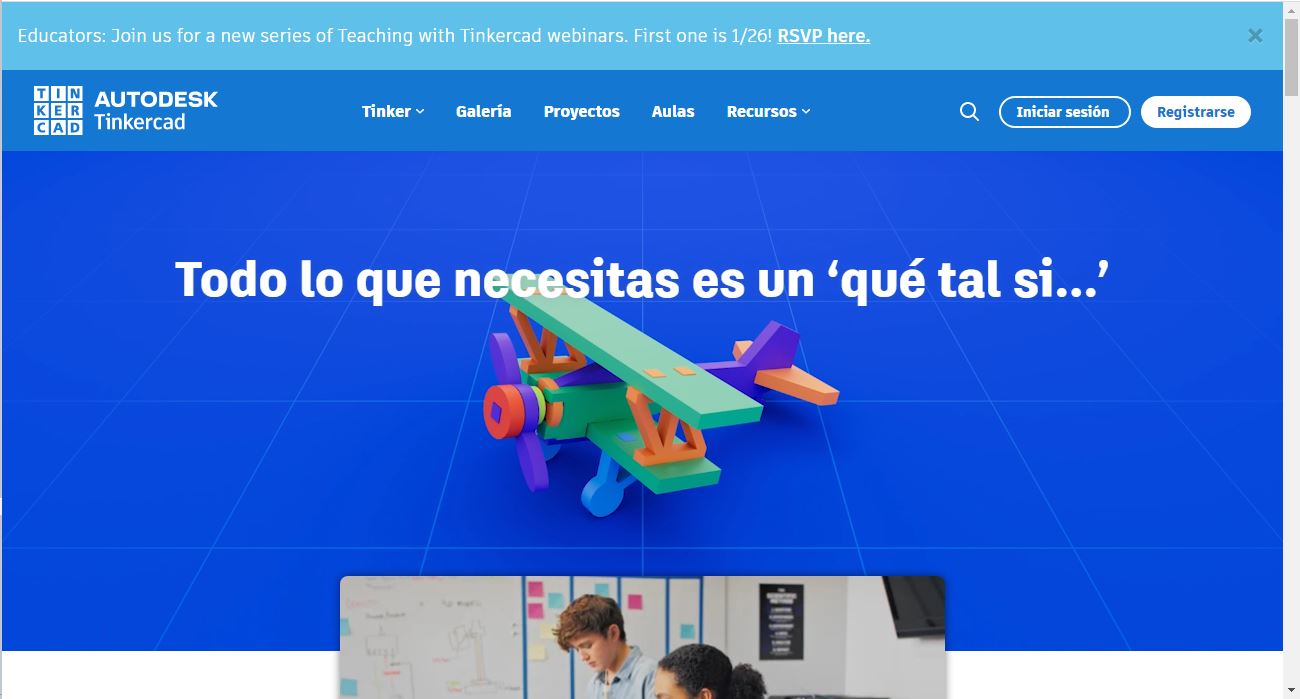 Educators: Join us for a new series of Teaching with Tinkercad webinars. First one is 1/26! RSVP here.
TIN
KER
CAD
AUTODESK
Tinkercad
Tinker
Galería
Proyectos
Aulas
Recursos
Iniciar sesión
Registrarse
Todo lo que necesitas es un ‘qué tal si...’